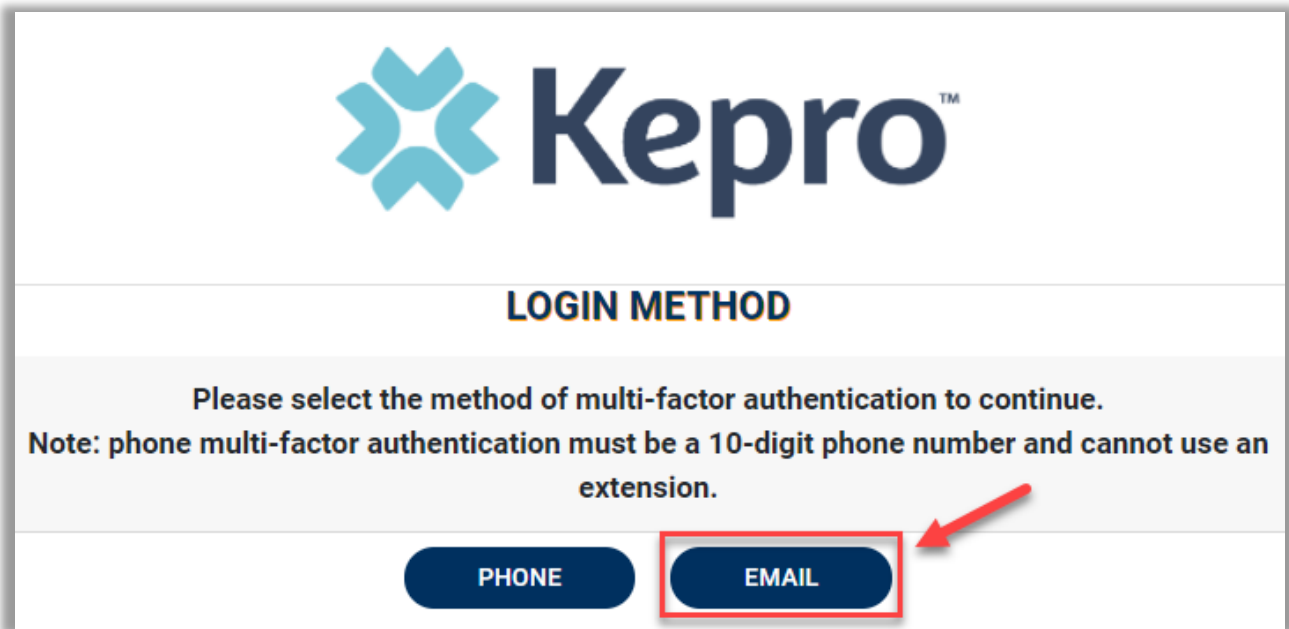 Kepro™
LOGIN METHOD
Please select the method of multi-factor authentication to continue.
Note: phone multi-factor authentication must be a 10-digit phone number and cannot use an
extension.
PHONE EMAIL